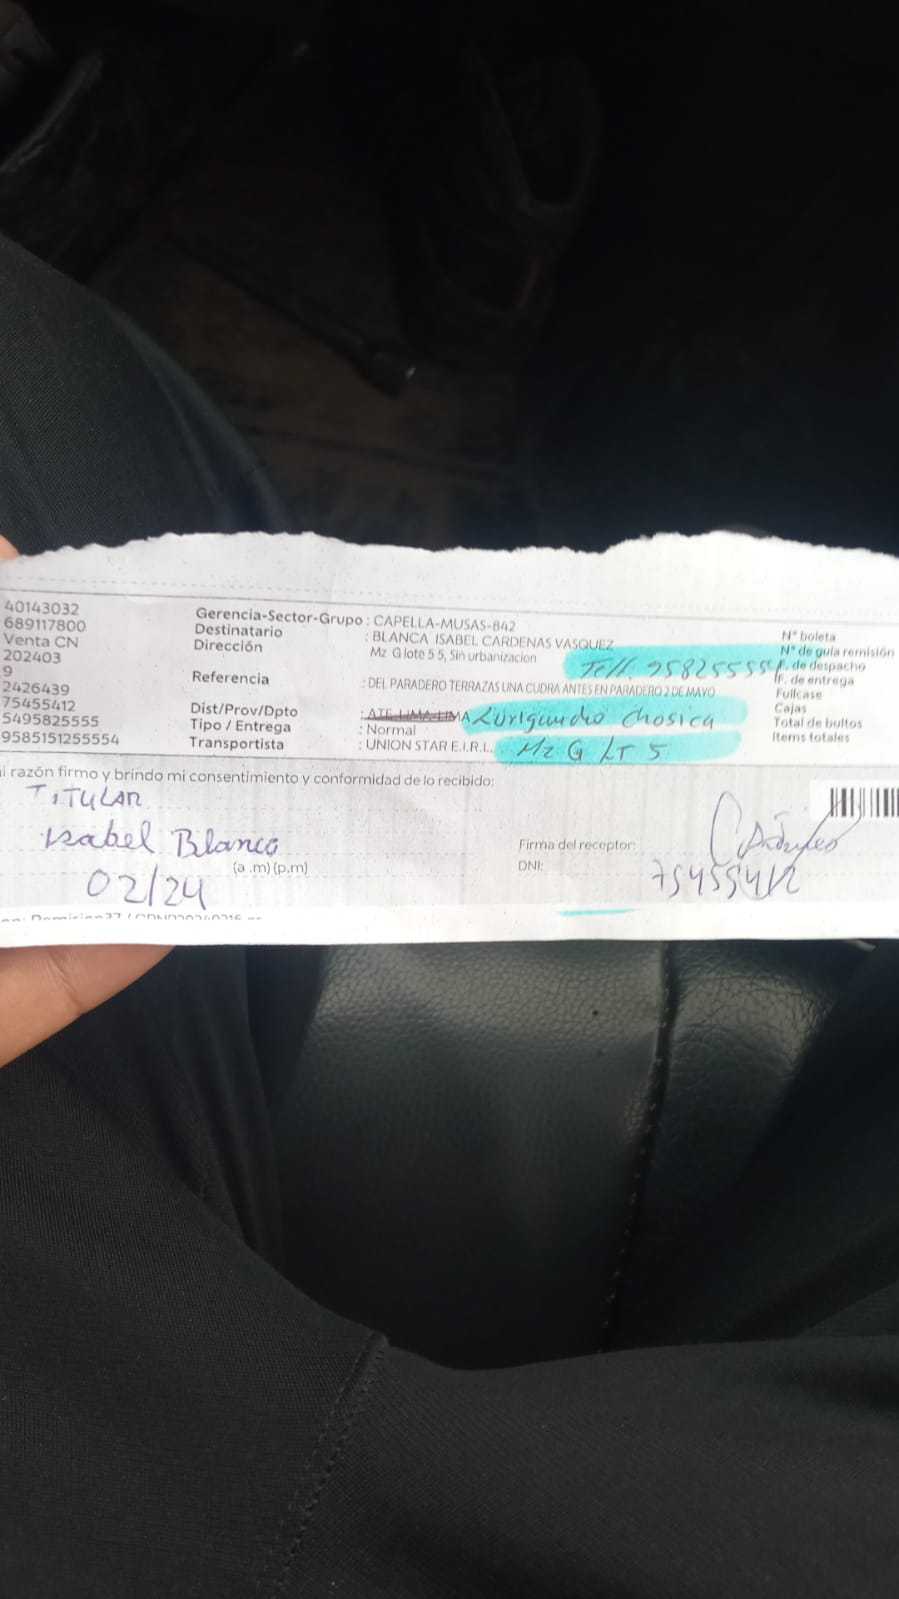 40143032
689117800
Venta CN
202403
9
2426439
75455412
5495825555
9585151255554
Gerencia-Sector-Grupo : CAPELLA-MUSAS-842
Destinatario : BLANCA ISABEL CARDENAS VASQUEZ
Dirección Mz G lote 5 5, Sin urbanizacion
Telf.
Referencia : DEL PARADERO TERRAZAS UNA CUDRA ANTES EN PARADERO 2 DE MAYO
Dist/Prov/Dpto : ATE-LIMA-LIMA Lurigancho Chosica
Tipo / Entrega : Normal
Transportista : UNION STAR E.I.R.L. Mz G LT 5
N° boleta
N° de guia remisión
F. de despacho
F. de entrega
Fullcase
Cajas
Total de bultos
Items totales
i razón firmo y brindo mi consentimiento y conformidad de lo recibido:
TITULAR
Isabel Blanca
(a .m) (p.m)
02/24
Firma del receptor:
DNI: 75455412